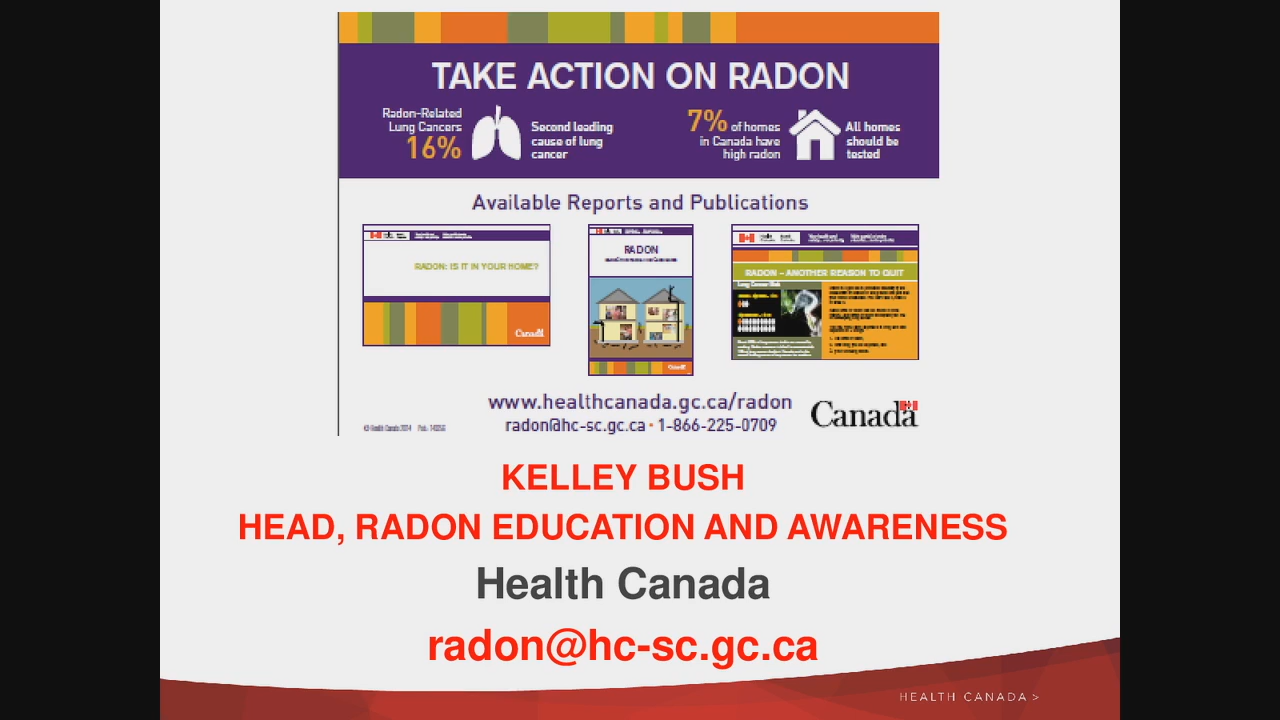 TAKE ACTION ON RADON
Radon-Related
Lung Cancers
16%
Second leading
cause of lung
cancer
7% of homes
in Canada have
high radon
All homes
should be
tested
Available Reports and Publications
RADON: IS IT IN YOUR HOME?
Canada
RADON
RADON – ANOTHER REASON TO QUIT
www.healthcanada.gc.ca/radon
radon@hc-sc.gc.ca • 1-866-225-0709
Canada
KELLEY BUSH
HEAD, RADON EDUCATION AND AWARENESS
Health Canada
radon@hc-sc.gc.ca
HEALTH CANADA >